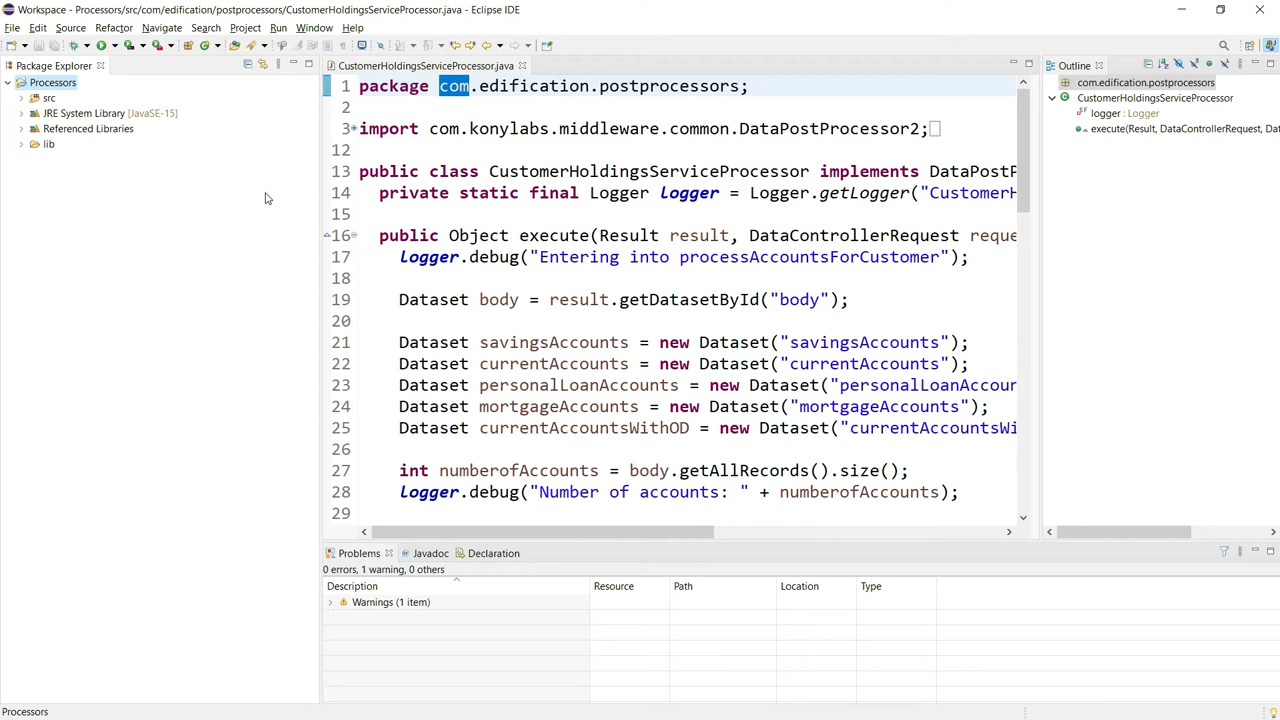 Workspace - Processors/src/com/edification/postprocessors/CustomerHoldingsServiceProcessor.java - Eclipse IDE
File Edit Source Refactor Navigate Search Project Run Window Help
Package Explorer
Processors
src
JRE System Library [JavaSE-15]
Referenced Libraries
lib
CustomerHoldingsServiceProcessor.java
1 package com.edification.postprocessors;
2
3 import com.konylabs.middleware.common.DataPostProcessor2;
12
13 public class CustomerHoldingsServiceProcessor implements DataPostP
14 private static final Logger logger = Logger.getLogger("CustomerH
15
16 public Object execute(Result result, DataControllerRequest reque
17 logger.debug("Entering into processAccountsForCustomer");
18
19 Dataset body = result.getDatasetById("body");
20
21 Dataset savingsAccounts = new Dataset("savingsAccounts");
22 Dataset currentAccounts = new Dataset("currentAccounts");
23 Dataset personalLoanAccounts = new Dataset("personalLoanAccoun
24 Dataset mortgageAccounts = new Dataset("mortgageAccounts");
25 Dataset currentAccountsWithOD = new Dataset("currentAccountsWi
26
27 int numberofAccounts = body.getAllRecords().size();
28 logger.debug("Number of accounts: " + numberofAccounts);
29
Outline
com.edification.postprocessors
CustomerHoldingsServiceProcessor
logger : Logger
execute(Result, DataControllerRequest, Da
Problems Javadoc Declaration
0 errors, 1 warning, 0 others
Description Resource Path Location Type
Warnings (1 item)
Processors